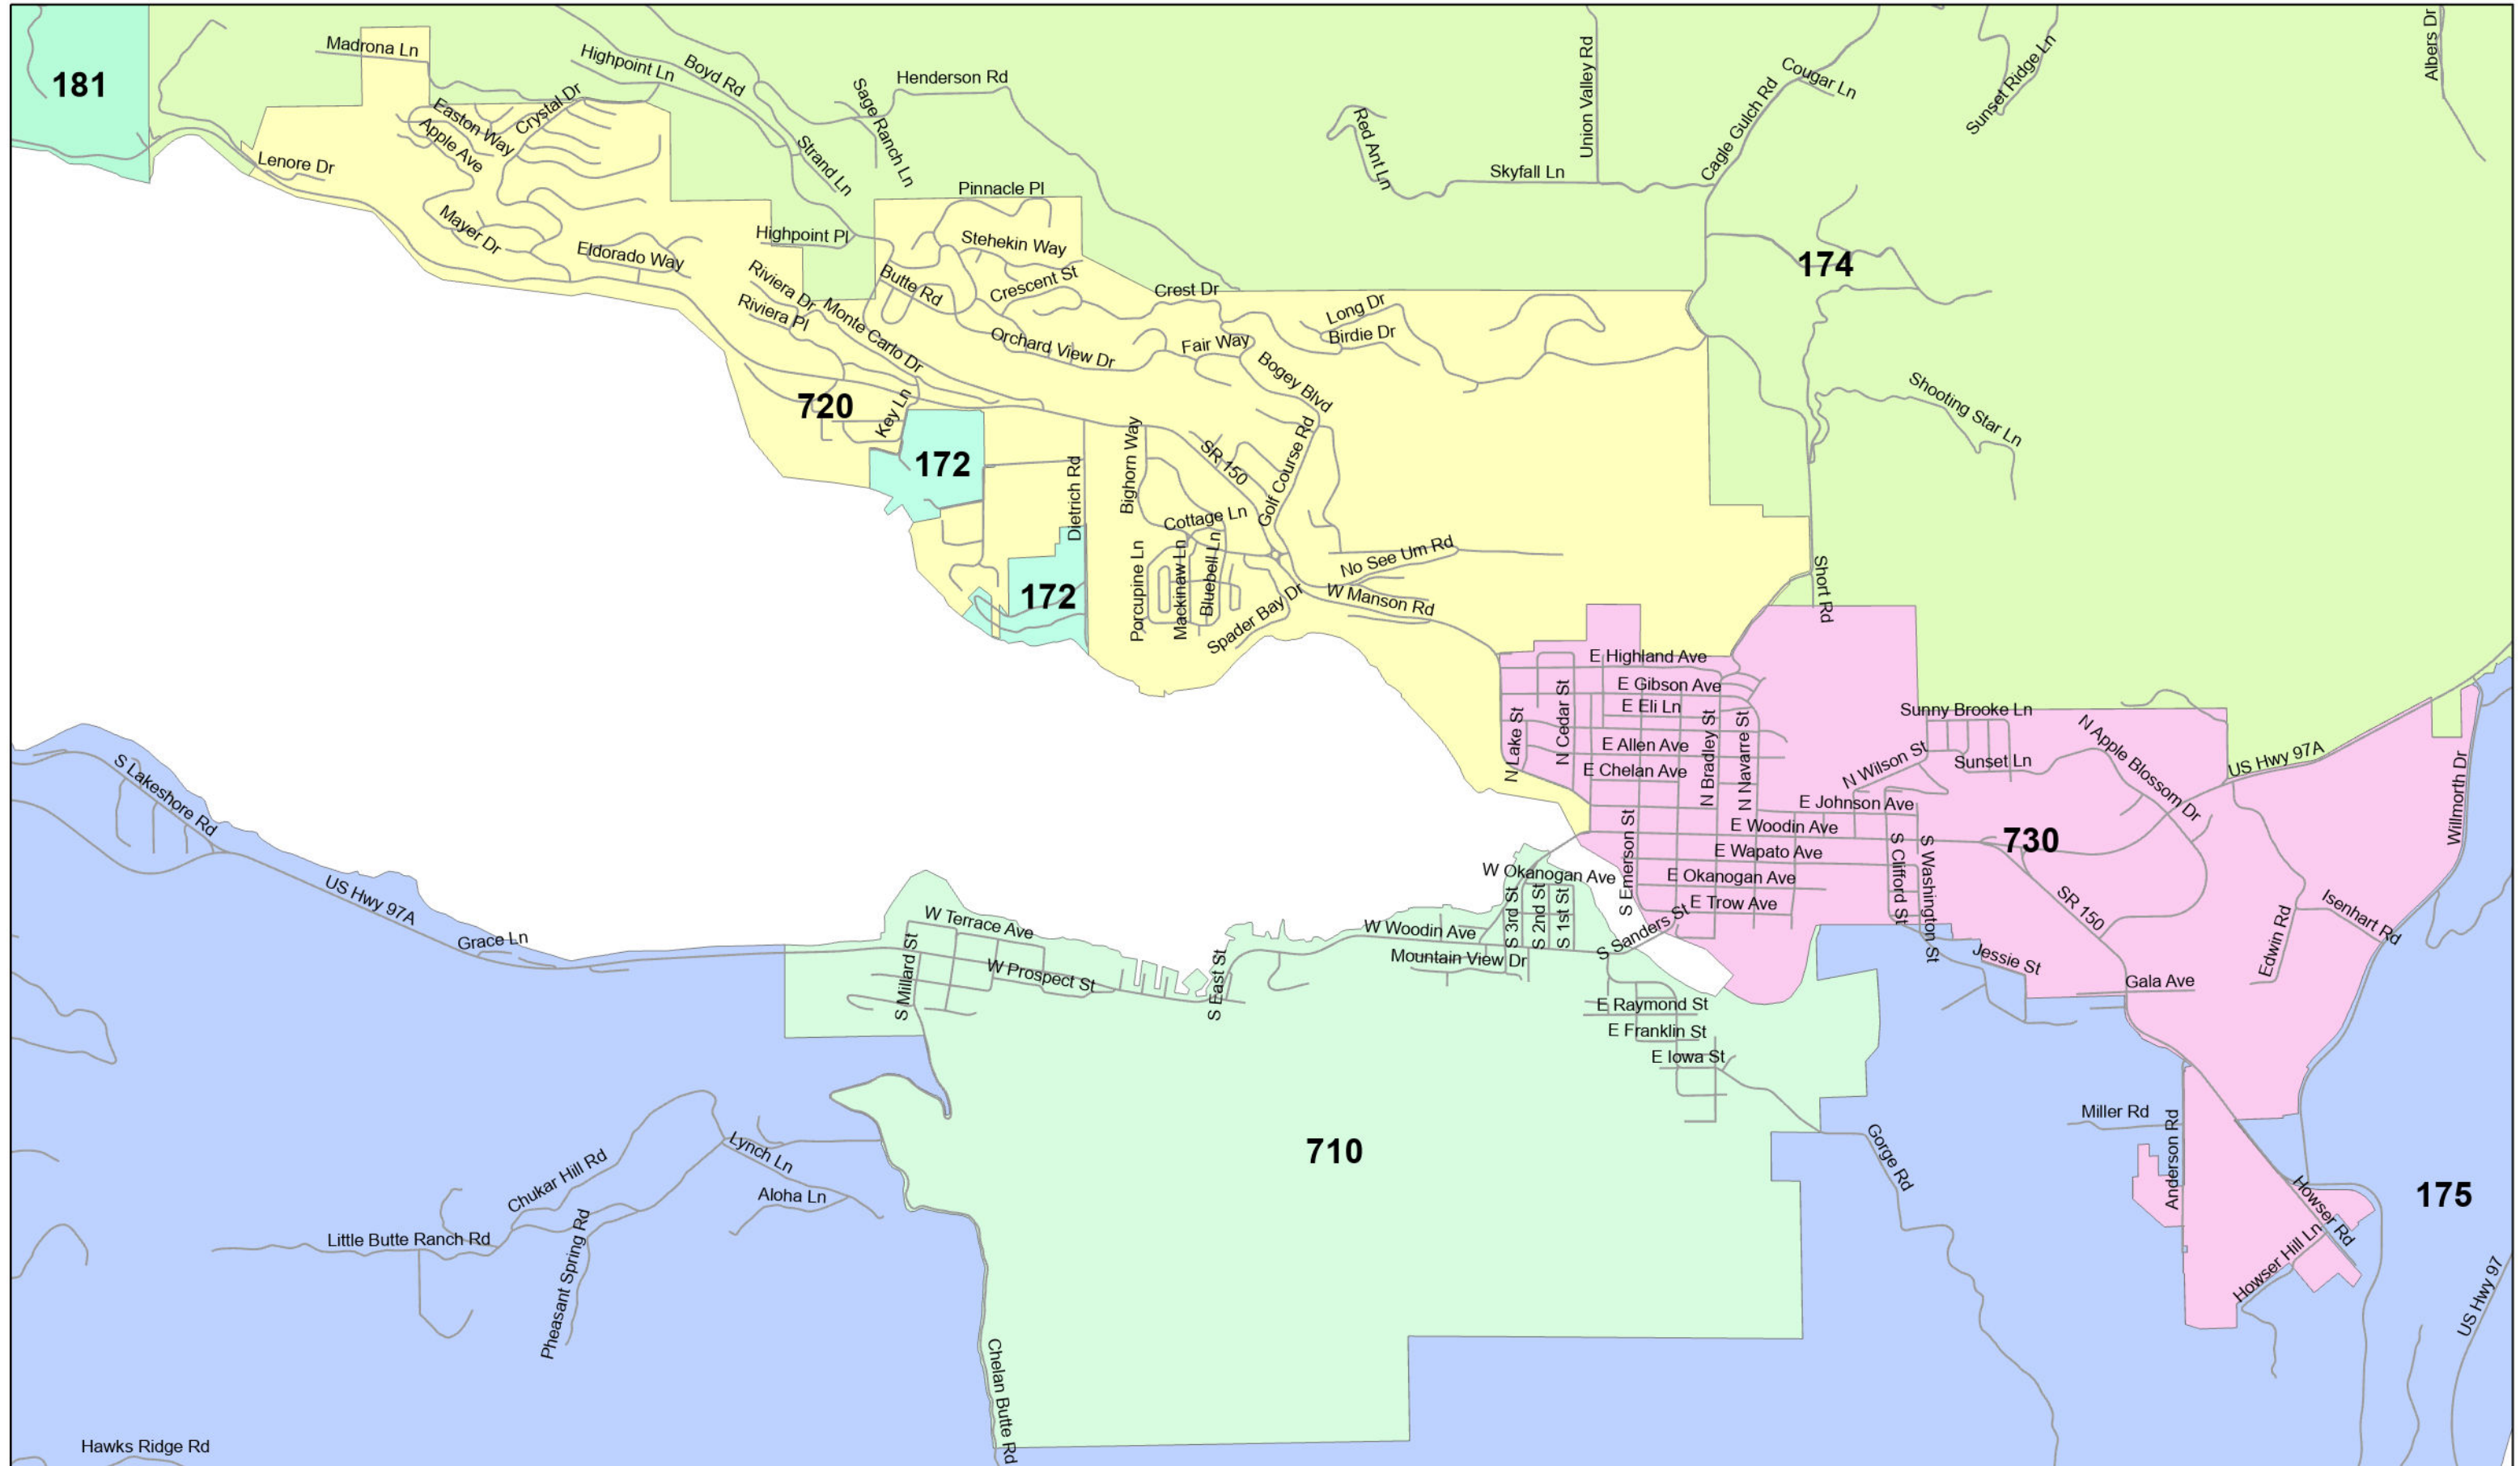 181
Madrona Ln
Highpoint Ln
Boyd Rd
Henderson Rd
Sage Ranch Ln
Union Valley Rd
Cougar Ln
Sunset Ridge Ln
Albers Dr
Easton Way
Crystal Dr
Apple Ave
Lenore Dr
Strand Ln
Red Ant Ln
Skyfall Ln
Cagle Gulch Rd
Pinnacle Pl
Mayer Dr
Eldorado Way
Highpoint Pl
Stehekin Way
174
Riviera Dr
Butte Rd
Crescent St
Crest Dr
Riviera Pl
Monte Carlo Dr
Orchard View Dr
Fair Way
Long Dr
Birdie Dr
Bogey Blvd
720
Key Ln
Shooting Star Ln
172
Dietrich Rd
Bighorn Way
SR 150
Golf Course Rd
Cottage Ln
172
Porcupine Ln
Mackinaw Ln
Bluebell Ln
Spader Bay Dr
No See Um Rd
W Manson Rd
Short Rd
E Highland Ave
E Gibson Ave
E Eli Ln
N Lake St
N Cedar St
E Allen Ave
E Chelan Ave
N Bradley St
N Navarre St
Sunny Brooke Ln
N Wilson St
Sunset Ln
N Apple Blossom Dr
US Hwy 97A
Willmorth Dr
S Lakeshore Rd
E Johnson Ave
E Woodin Ave
730
E Wapato Ave
S Emerson St
S Clifford St
S Washington St
W Okanogan Ave
E Okanogan Ave
US Hwy 97A
S 3rd St
S 2nd St
S 1st St
E Trow Ave
SR 150
Isenhart Rd
W Terrace Ave
Grace Ln
W Woodin Ave
S Sanders St
Mountain View Dr
Jessie St
Edwin Rd
S Millard St
W Prospect St
S East St
Gala Ave
E Raymond St
E Franklin St
E Iowa St
Miller Rd
Anderson Rd
Gorge Rd
710
Lynch Ln
Chukar Hill Rd
Aloha Ln
175
Howser Rd
Little Butte Ranch Rd
Pheasant Spring Rd
Howser Hill Ln
US Hwy 97
Chelan Butte Rd
Hawks Ridge Rd